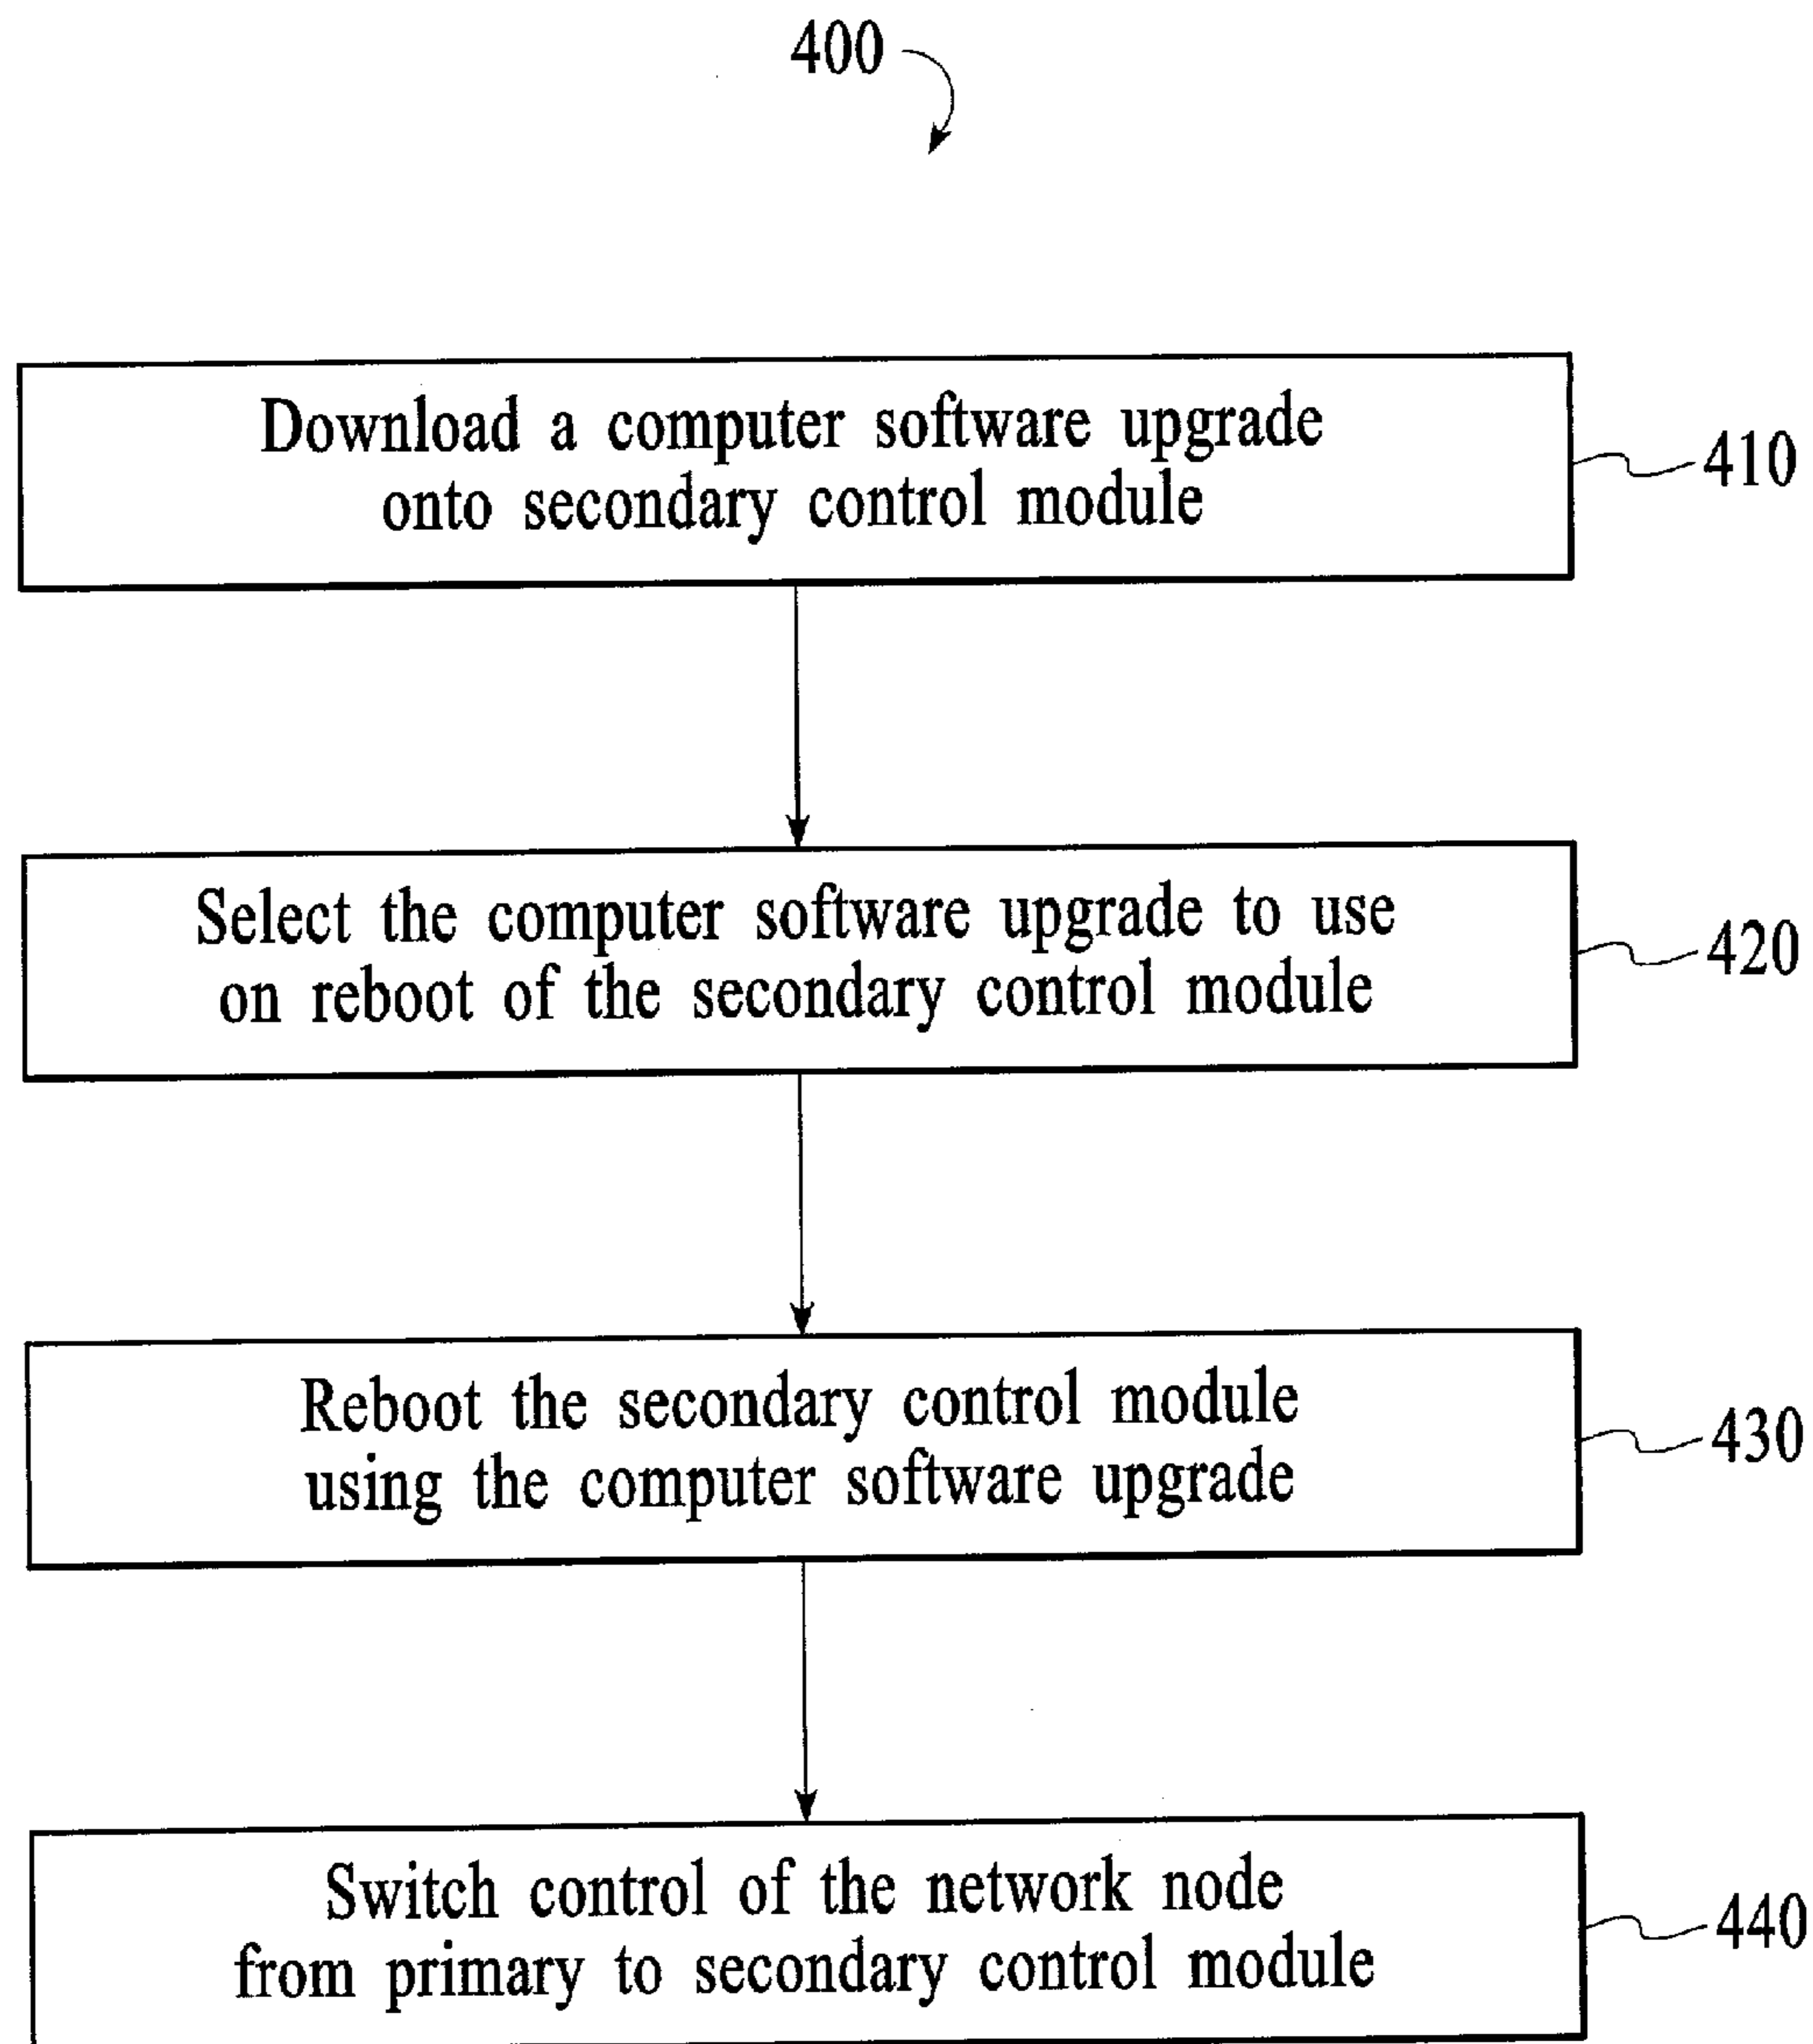 400
Download a computer software upgrade
onto secondary control module
410
Select the computer software upgrade to use
on reboot of the secondary control module
420
Reboot the secondary control module
using the computer software upgrade
430
Switch control of the network node
from primary to secondary control module
440